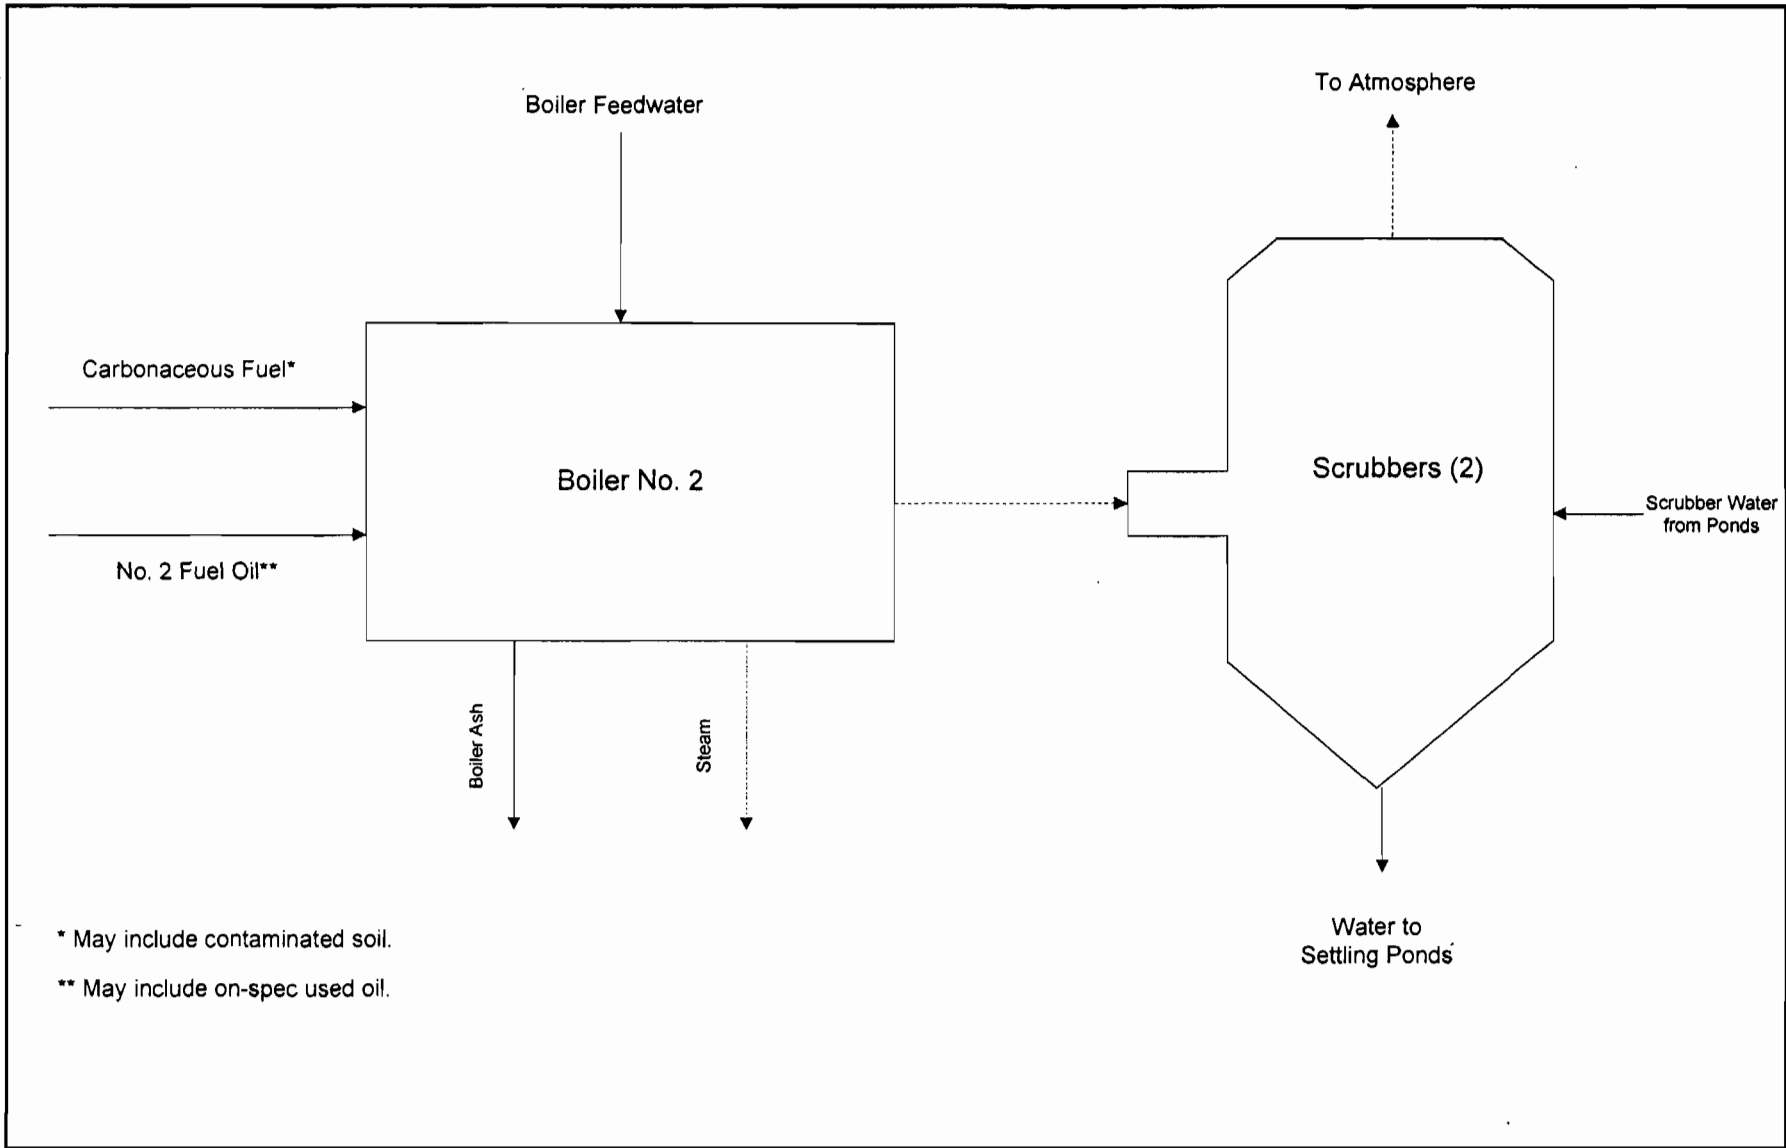 Boiler Feedwater
To Atmosphere
Carbonaceous Fuel*
Boiler No. 2
Scrubbers (2)
Scrubber Water
from Ponds
No. 2 Fuel Oil**
Boiler Ash
Steam
Water to
Settling Ponds
* May include contaminated soil.
** May include on-spec used oil.